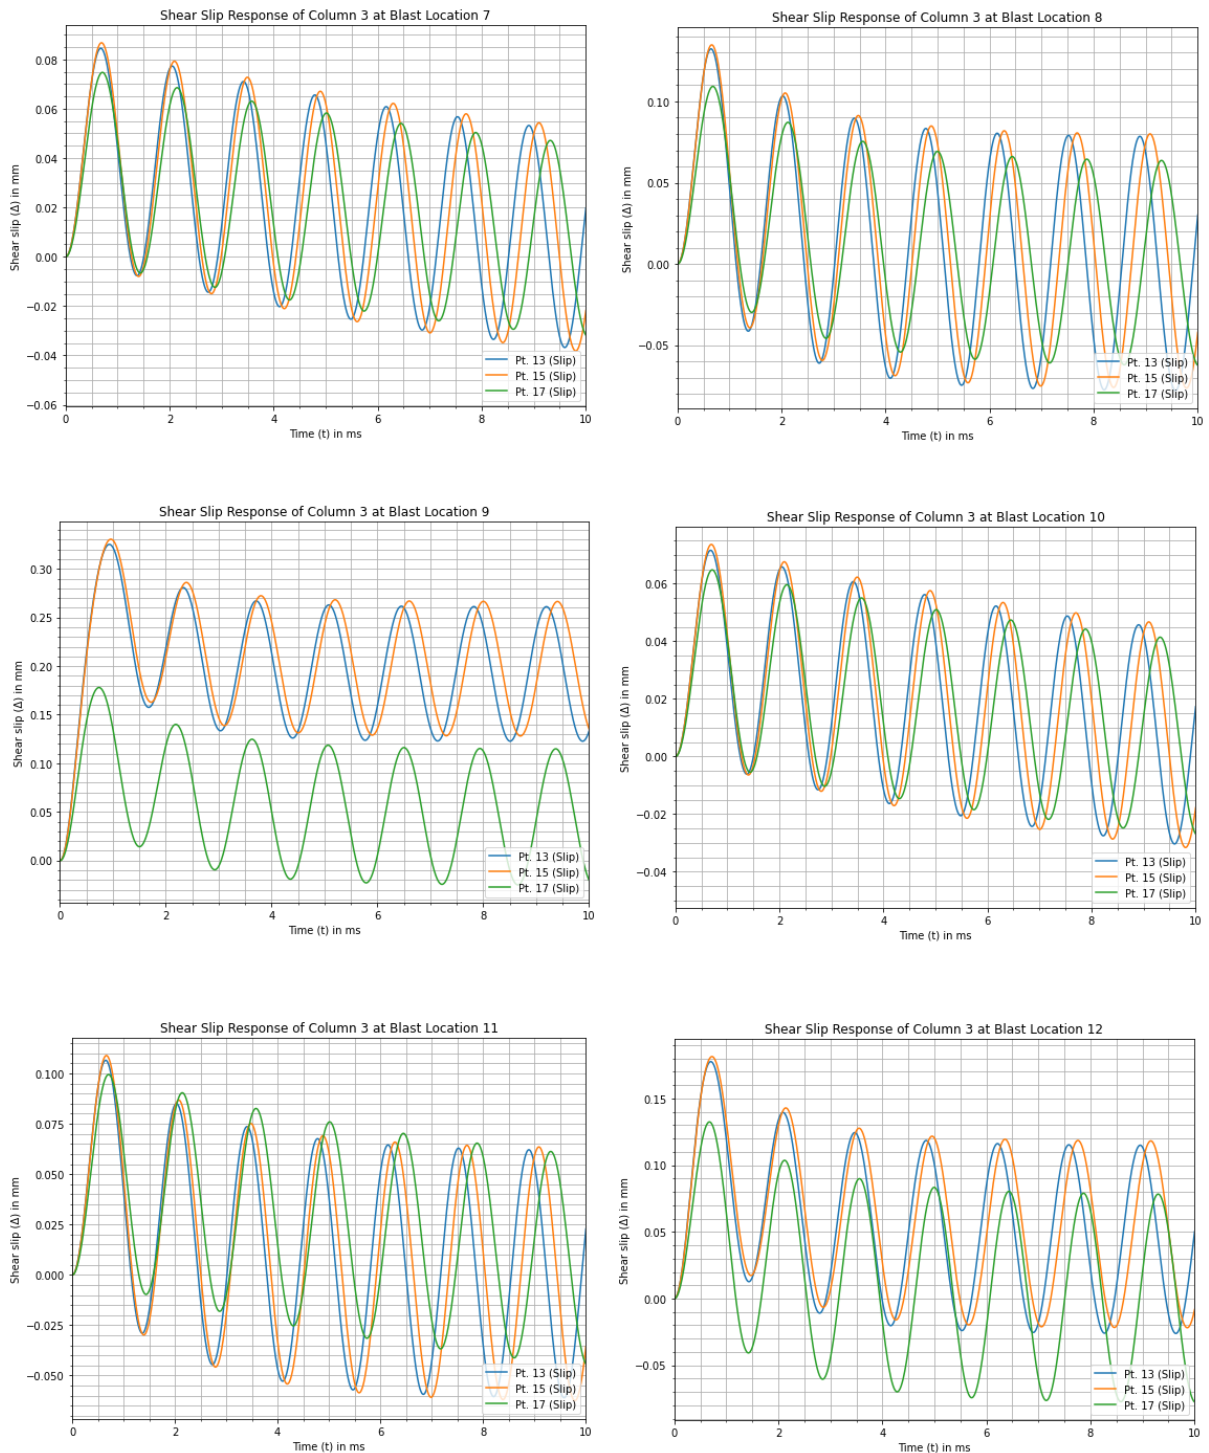 Shear Slip Response of Column 3 at Blast Location 7
Shear slip (Δ) in mm
0.08
0.06
0.04
0.02
0.00
−0.02
−0.04
−0.06
Pt. 13 (Slip)
Pt. 15 (Slip)
Pt. 17 (Slip)
0 2 4 6 8 10
Time (t) in ms
Shear Slip Response of Column 3 at Blast Location 8
Shear slip (Δ) in mm
0.10
0.05
0.00
−0.05
Pt. 13 (Slip)
Pt. 15 (Slip)
Pt. 17 (Slip)
0 2 4 6 8 10
Time (t) in ms
Shear Slip Response of Column 3 at Blast Location 9
Shear slip (Δ) in mm
0.30
0.25
0.20
0.15
0.10
0.05
0.00
Pt. 13 (Slip)
Pt. 15 (Slip)
Pt. 17 (Slip)
0 2 4 6 8 10
Time (t) in ms
Shear Slip Response of Column 3 at Blast Location 10
Shear slip (Δ) in mm
0.06
0.04
0.02
0.00
−0.02
−0.04
Pt. 13 (Slip)
Pt. 15 (Slip)
Pt. 17 (Slip)
0 2 4 6 8 10
Time (t) in ms
Shear Slip Response of Column 3 at Blast Location 11
Shear slip (Δ) in mm
0.100
0.075
0.050
0.025
0.000
−0.025
−0.050
Pt. 13 (Slip)
Pt. 15 (Slip)
Pt. 17 (Slip)
0 2 4 6 8 10
Time (t) in ms
Shear Slip Response of Column 3 at Blast Location 12
Shear slip (Δ) in mm
0.15
0.10
0.05
0.00
−0.05
Pt. 13 (Slip)
Pt. 15 (Slip)
Pt. 17 (Slip)
0 2 4 6 8 10
Time (t) in ms